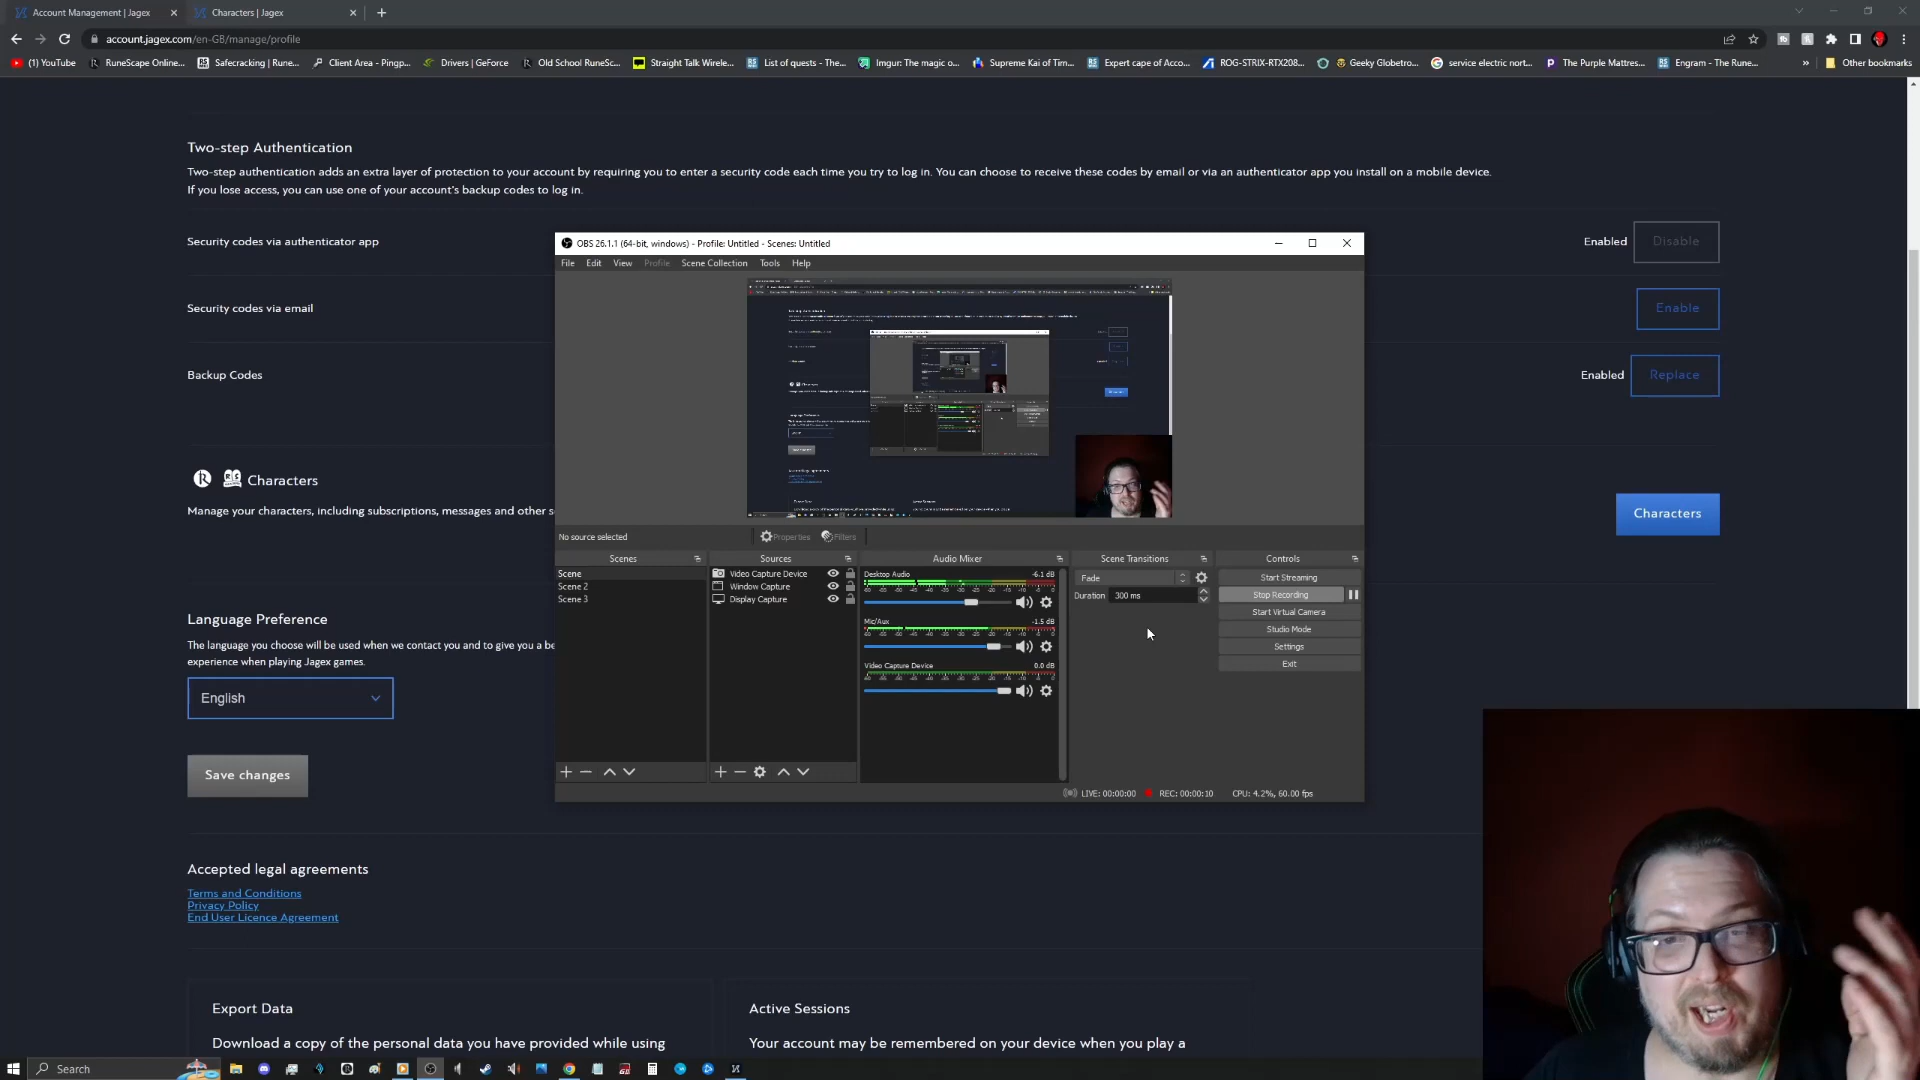 Account Management | Jagex
Characters | Jagex
account.jagex.com/en-GB/manage/profile
(1) YouTube
RuneScape Online...
Safecracking | Rune...
Client Area - Pingp...
Drivers | GeForce
Old School RuneSc...
Straight Talk Wirele...
List of quests - The...
Imgur: The magic o...
Supreme Kai of Tim...
Expert cape of Acco...
ROG-STRIX-RTX208...
Geeky Globetro...
service electric nort...
The Purple Mattres...
Engram - The Rune...
»
Other bookmarks
Two-step Authentication
Two-step authentication adds an extra layer of protection to your account by requiring you to enter a security code each time you try to log in. You can choose to receive these codes by email or via an authenticator app you install on a mobile device.
If you lose access, you can use one of your account's backup codes to log in.
Security codes via authenticator app
Enabled
Disable
Security codes via email
Enable
Backup Codes
Enabled
Replace
Characters
Manage your characters, including subscriptions, messages and other s
Characters
Language Preference
The language you choose will be used when we contact you and to give you a be
experience when playing Jagex games.
English
Save changes
Accepted legal agreements
Terms and Conditions
Privacy Policy
End User Licence Agreement
Export Data
Download a copy of the personal data you have provided while using
Active Sessions
Your account may be remembered on your device when you play a
OBS 26.1.1 (64-bit, windows) - Profile: Untitled - Scenes: Untitled
File Edit View Profile Scene Collection Tools Help
No source selected
Properties
Filters
Scenes
Scene
Scene 2
Scene 3
Sources
Video Capture Device
Window Capture
Display Capture
Audio Mixer
Desktop Audio
-6.1 dB
Mic/Aux
-1.5 dB
Video Capture Device
0.0 dB
Scene Transitions
Fade
Duration 300 ms
Controls
Start Streaming
Stop Recording
Start Virtual Camera
Studio Mode
Settings
Exit
LIVE: 00:00:00
REC: 00:00:10
CPU: 4.2%, 60.00 fps
Search